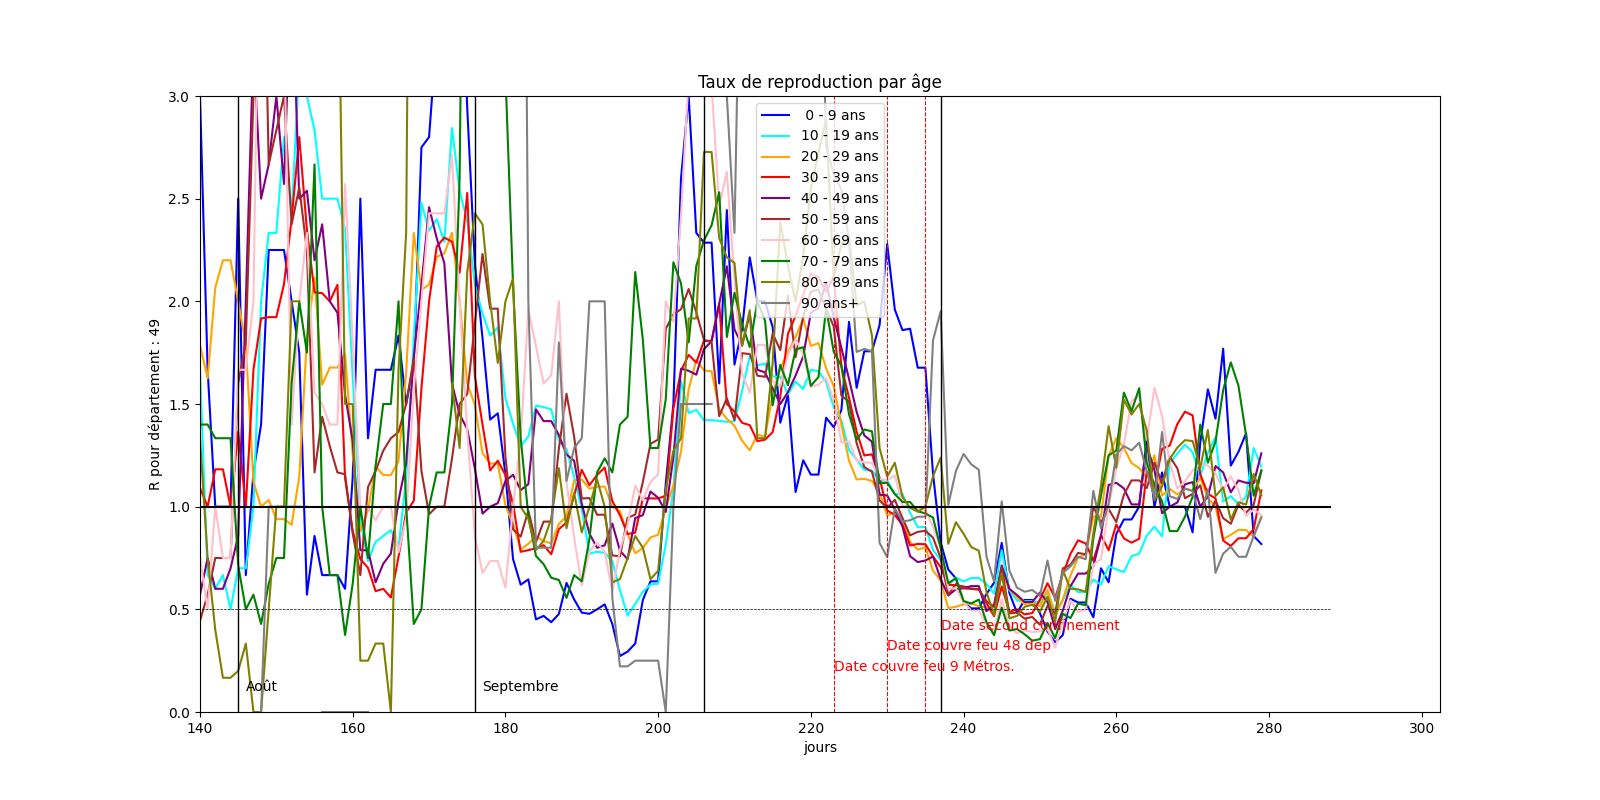 Taux de reproduction par âge
R pour département : 49
3.0
2.5
2.0
1.5
1.0
0.5
0.0
0 - 9 ans
10 - 19 ans
20 - 29 ans
30 - 39 ans
40 - 49 ans
50 - 59 ans
60 - 69 ans
70 - 79 ans
80 - 89 ans
90 ans+
Date second confinement
Date couvre feu 48 dep
Date couvre feu 9 Métros.
Août
Septembre
140 160 180 200 220 240 260 280 300
jours